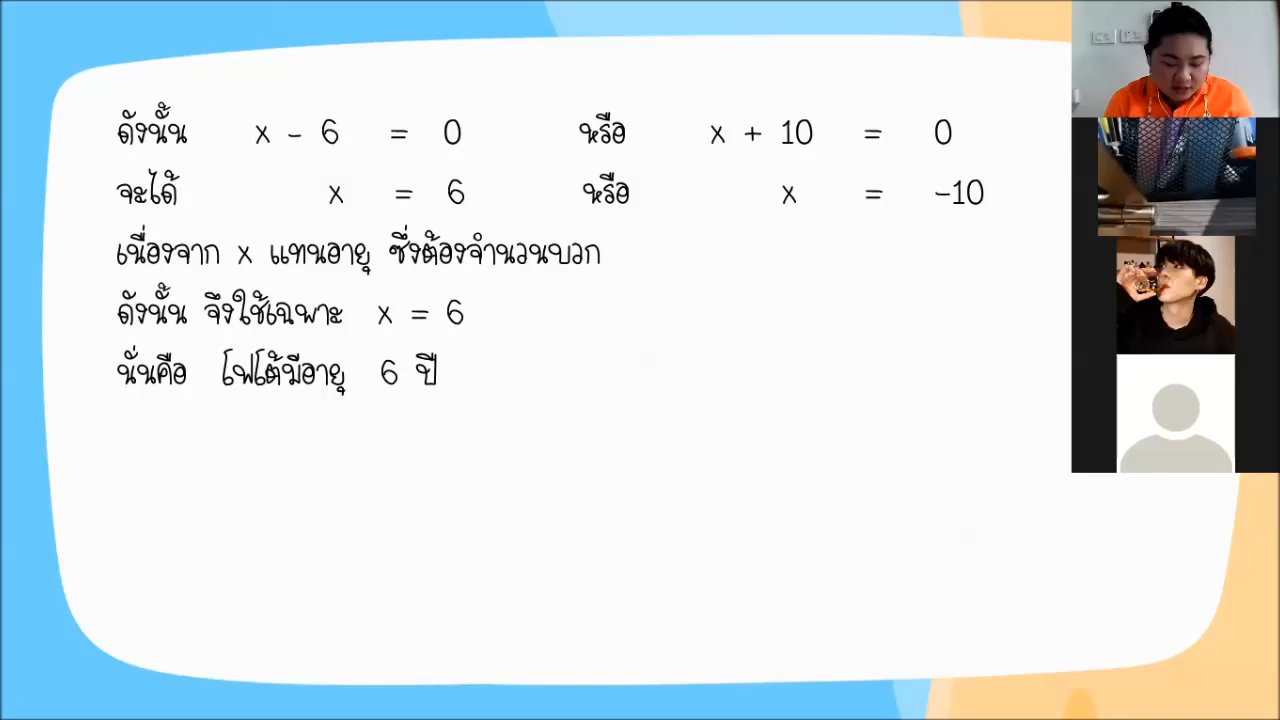 ดังนั้น x - 6 = 0 หรือ x + 10 = 0
จะได้ x = 6 หรือ x = -10
เนื่องจาก x แทนอายุ ซึ่งต้องจำนวนบวก
ดังนั้น จึงใช้เฉพาะ x = 6
นั่นคือ โฟโต้มีอายุ 6 ปี